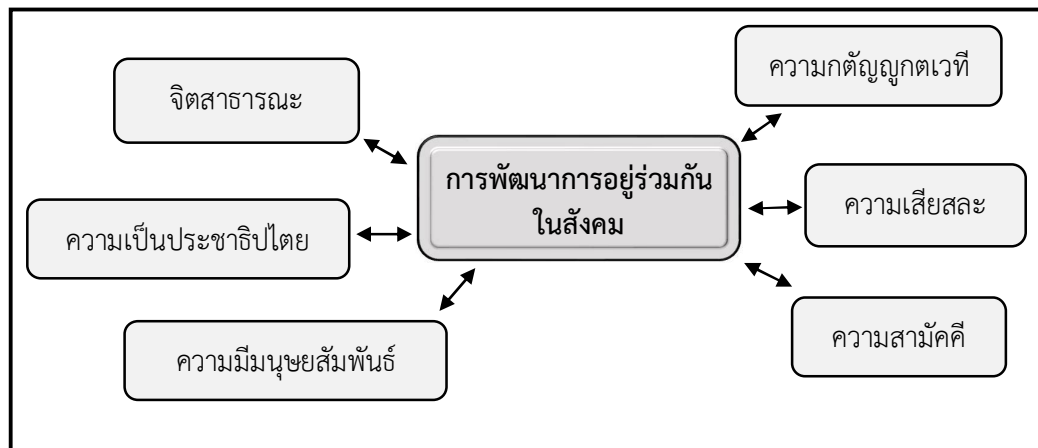 ความกตัญญูกตเวที
จิตสาธารณะ
การพัฒนาการอยู่ร่วมกัน
ในสังคม
ความเสียสละ
ความเป็นประชาธิปไตย
ความสามัคคี
ความมีมนุษยสัมพันธ์